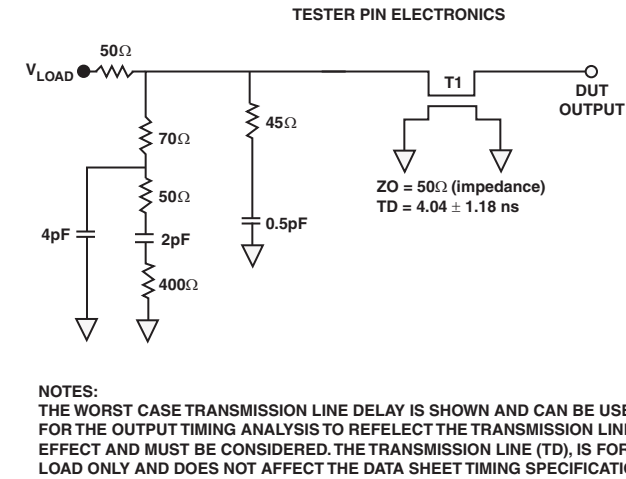 TESTER PIN ELECTRONICS
50Ω
VLOAD
T1
DUT
OUTPUT
70Ω
45Ω
ZO = 50Ω (impedance)
TD = 4.04 ± 1.18 ns
50Ω
4pF
2pF
0.5pF
400Ω
NOTES:
THE WORST CASE TRANSMISSION LINE DELAY IS SHOWN AND CAN BE USE
FOR THE OUTPUT TIMING ANALYSIS TO REFELECT THE TRANSMISSION LIN
EFFECT AND MUST BE CONSIDERED. THE TRANSMISSION LINE (TD), IS FOR
LOAD ONLY AND DOES NOT AFFECT THE DATA SHEET TIMING SPECIFICATI